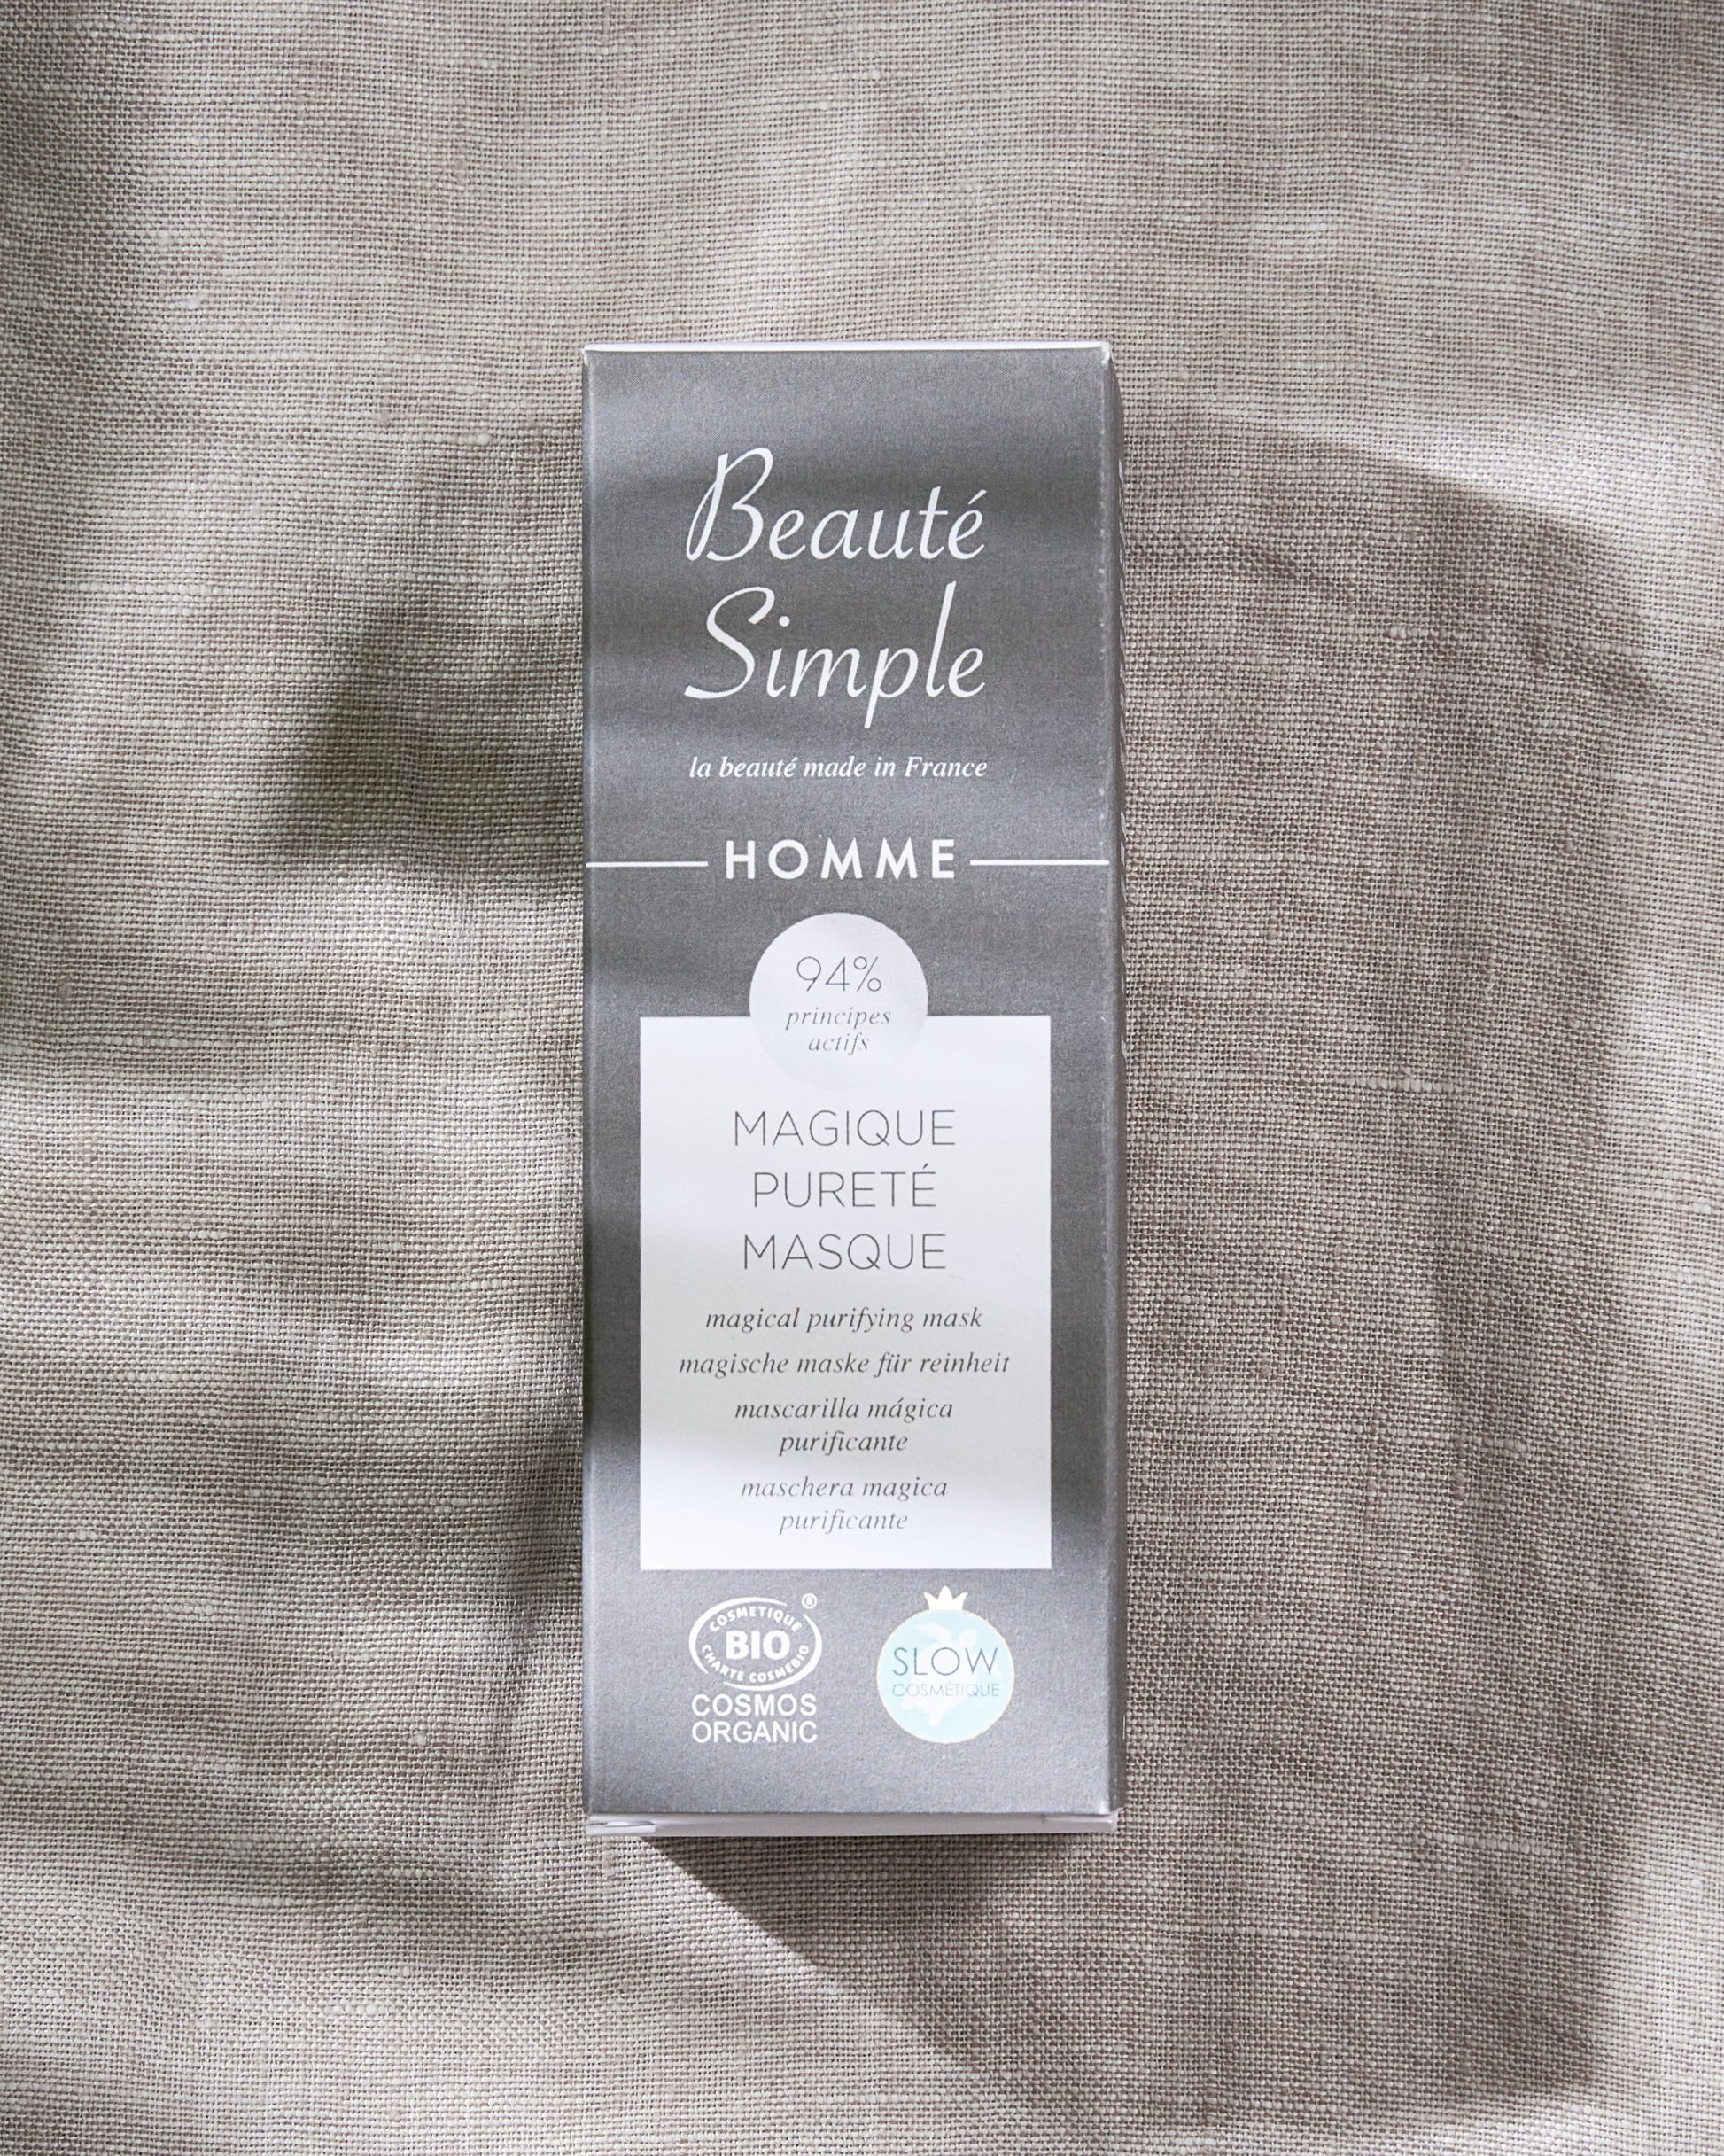 Beauté
Simple
la beauté made in France
HOMME
94%
principes
actifs
MAGIQUE
PURETÉ
MASQUE
magical purifying mask
magische maske für reinheit
mascarilla mágica
purificante
maschera magica
purificante
COSMETIQUE ®
BIO
CHARTE COSMEBIO
COSMOS
ORGANIC
SLOW
COSMÉTIQUE